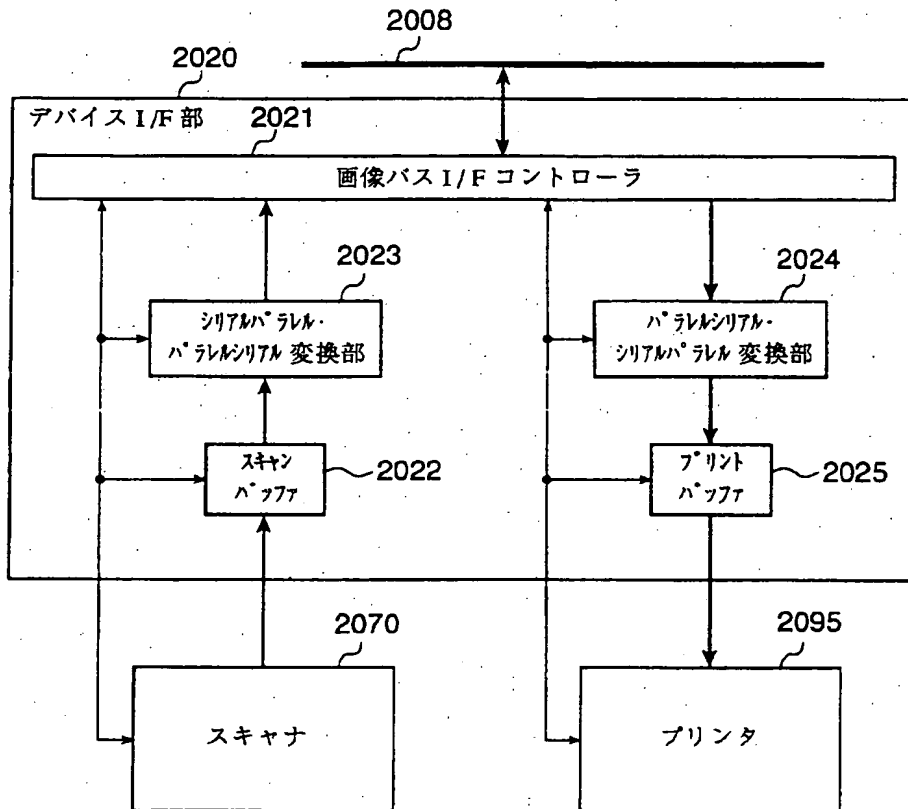 2008
2020
デバイス I/F 部
2021
画像バス I/F コントローラ
2023
2024
シリアルパラレル・
パラレルシリアル 変換部
パラレルシリアル・
シリアルパラレル 変換部
スキャン
バッファ
2022
プリント
バッファ
2025
2070
2095
スキャナ
プリンタ